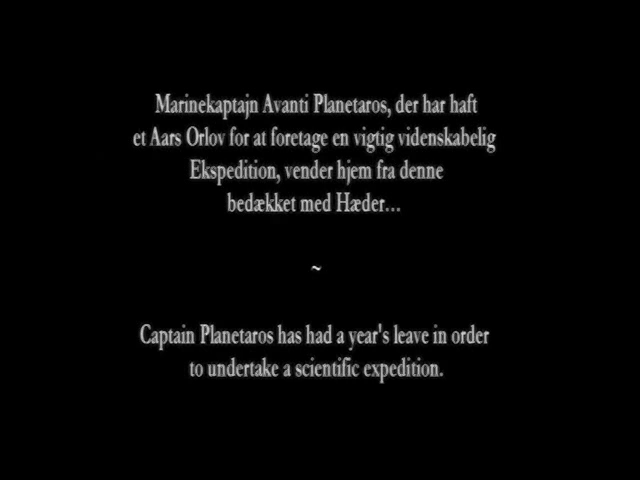 Marinekaptajn Avanti Planetaros, der har haft
et Aars Orlov for at foretage en vigtig videnskabelig
Ekspedition, vender hjem fra denne
bedækket med Hæder...
~
Captain Planetaros has had a year's leave in order
to undertake a scientific expedition.